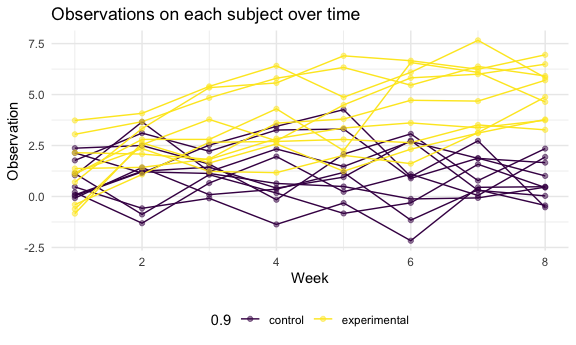 Observations on each subject over time
7.5
5.0
2.5
0.0
-2.5
Observation
2
4
6
8
Week
0.9 control experimental